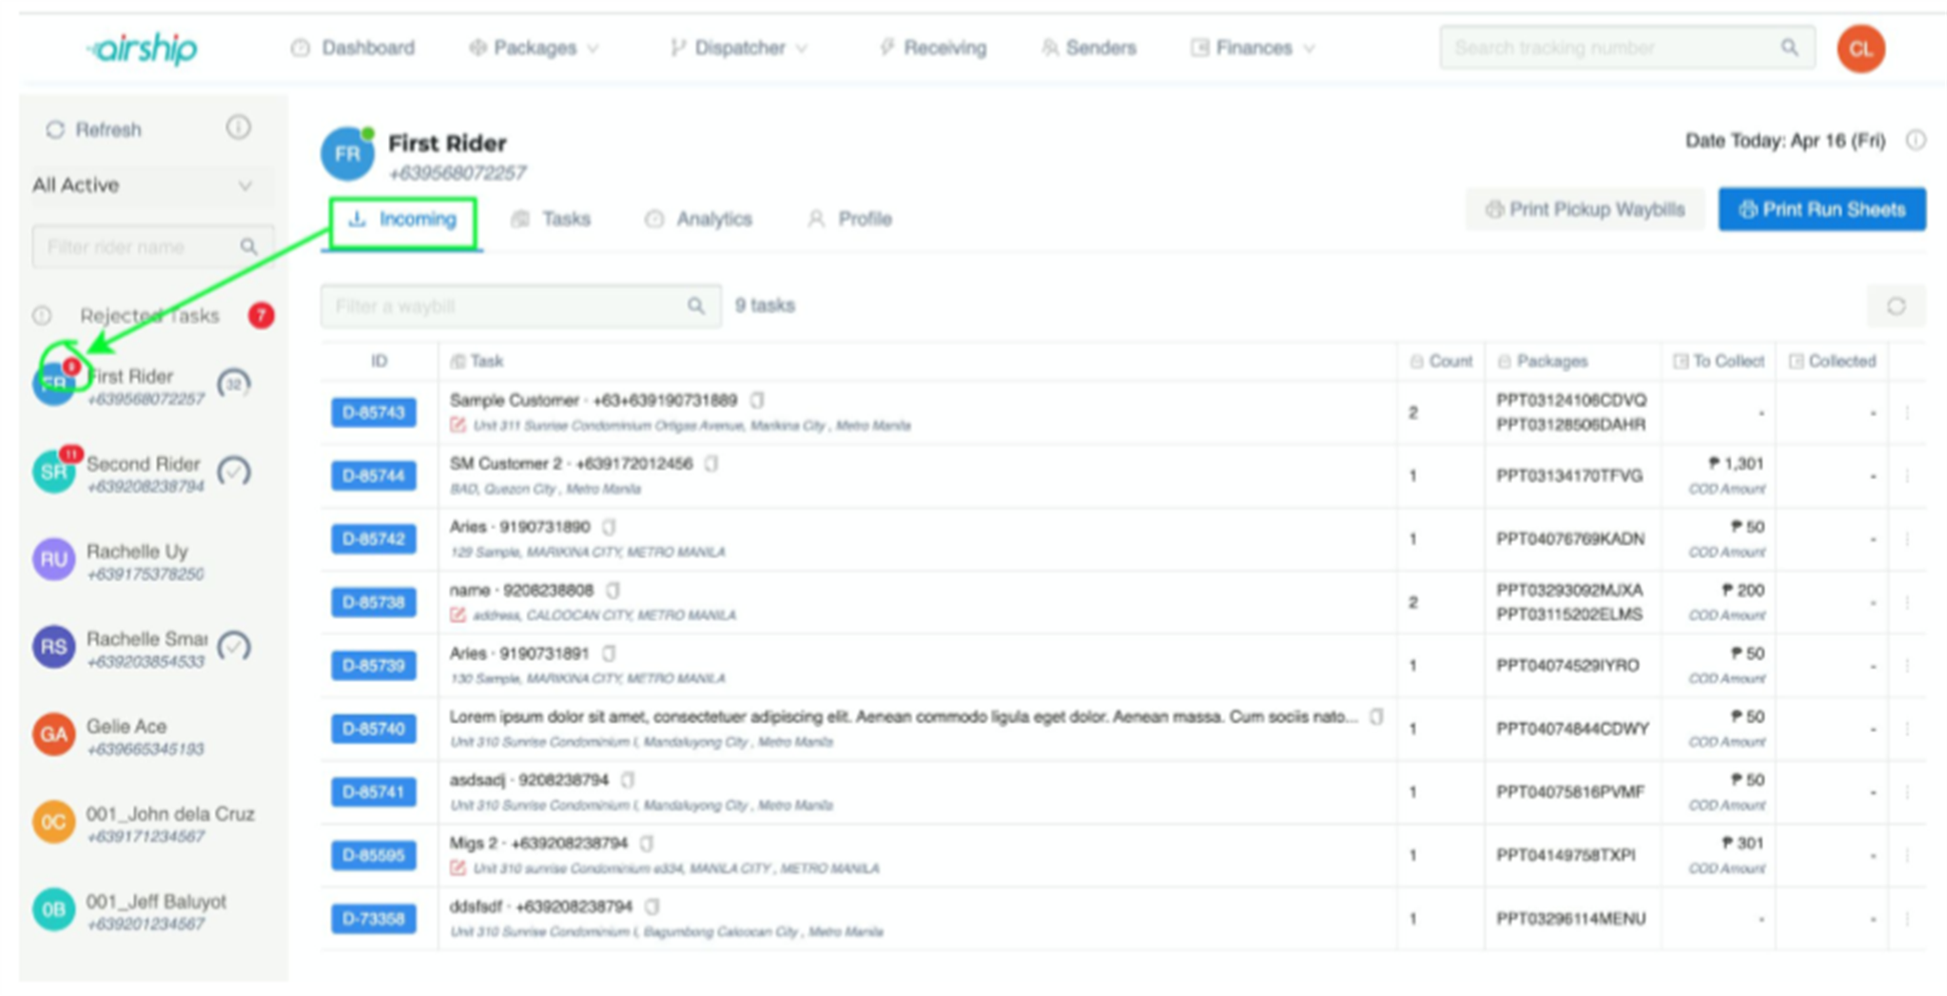 airship
Dashboard Packages Dispatcher Receiving Senders Finances Search tracking number CL
Refresh
All Active
Filter rider name
Rejected Tasks 7
FR 9 First Rider 32
+639568072257
SR 11 Second Rider
+639208238794
RU Rachelle Uy
+639175378250
RS Rachelle Smar
+639203854533
GA Gelie Ace
+639665345193
0C 001_John dela Cruz
+639171234567
0B 001_Jeff Baluyot
+639201234567
FR First Rider
+639568072257
Date Today: Apr 16 (Fri)
Incoming Tasks Analytics Profile
Print Pickup Waybills Print Run Sheets
Filter a waybill 9 tasks
ID Task Count Packages To Collect Collected
D-85743 Sample Customer · +63+639190731889 2 PPT03124106CDVQ - -
Unit 311 Sunrise Condominium Ortigas Avenue, Marikina City , Metro Manila PPT03128506DAHR
D-85744 SM Customer 2 · +639172012456 1 PPT03134170TFVG ₱ 1,301 -
BAD, Quezon City , Metro Manila COD Amount
D-85742 Aries · 9190731890 1 PPT04076769KADN ₱ 50 -
129 Sample, MARIKINA CITY, METRO MANILA COD Amount
D-85738 name · 9208238808 2 PPT03293092MJXA ₱ 200 -
address, CALOOCAN CITY, METRO MANILA PPT03115202ELMS COD Amount
D-85739 Aries · 9190731891 1 PPT04074529IYRO ₱ 50 -
130 Sample, MARIKINA CITY, METRO MANILA COD Amount
D-85740 Lorem ipsum dolor sit amet, consectetuer adipiscing elit. Aenean commodo ligula eget dolor. Aenean massa. Cum sociis nato... 1 PPT04074844CDWY ₱ 50 -
Unit 310 Sunrise Condominium I, Mandaluyong City , Metro Manila COD Amount
D-85741 asdsadj · 9208238794 1 PPT04075816PVMF ₱ 50 -
Unit 310 Sunrise Condominium I, Mandaluyong City , Metro Manila COD Amount
D-85595 Migs 2 · +639208238794 1 PPT04149758TXPI ₱ 301 -
Unit 310 sunrise Condominium e334, MANILA CITY , METRO MANILA COD Amount
D-73358 ddsfsdf · +639208238794 1 PPT03296114MENU - -
Unit 310 Sunrise Condominium I, Bagumbong Caloocan City , Metro Manila